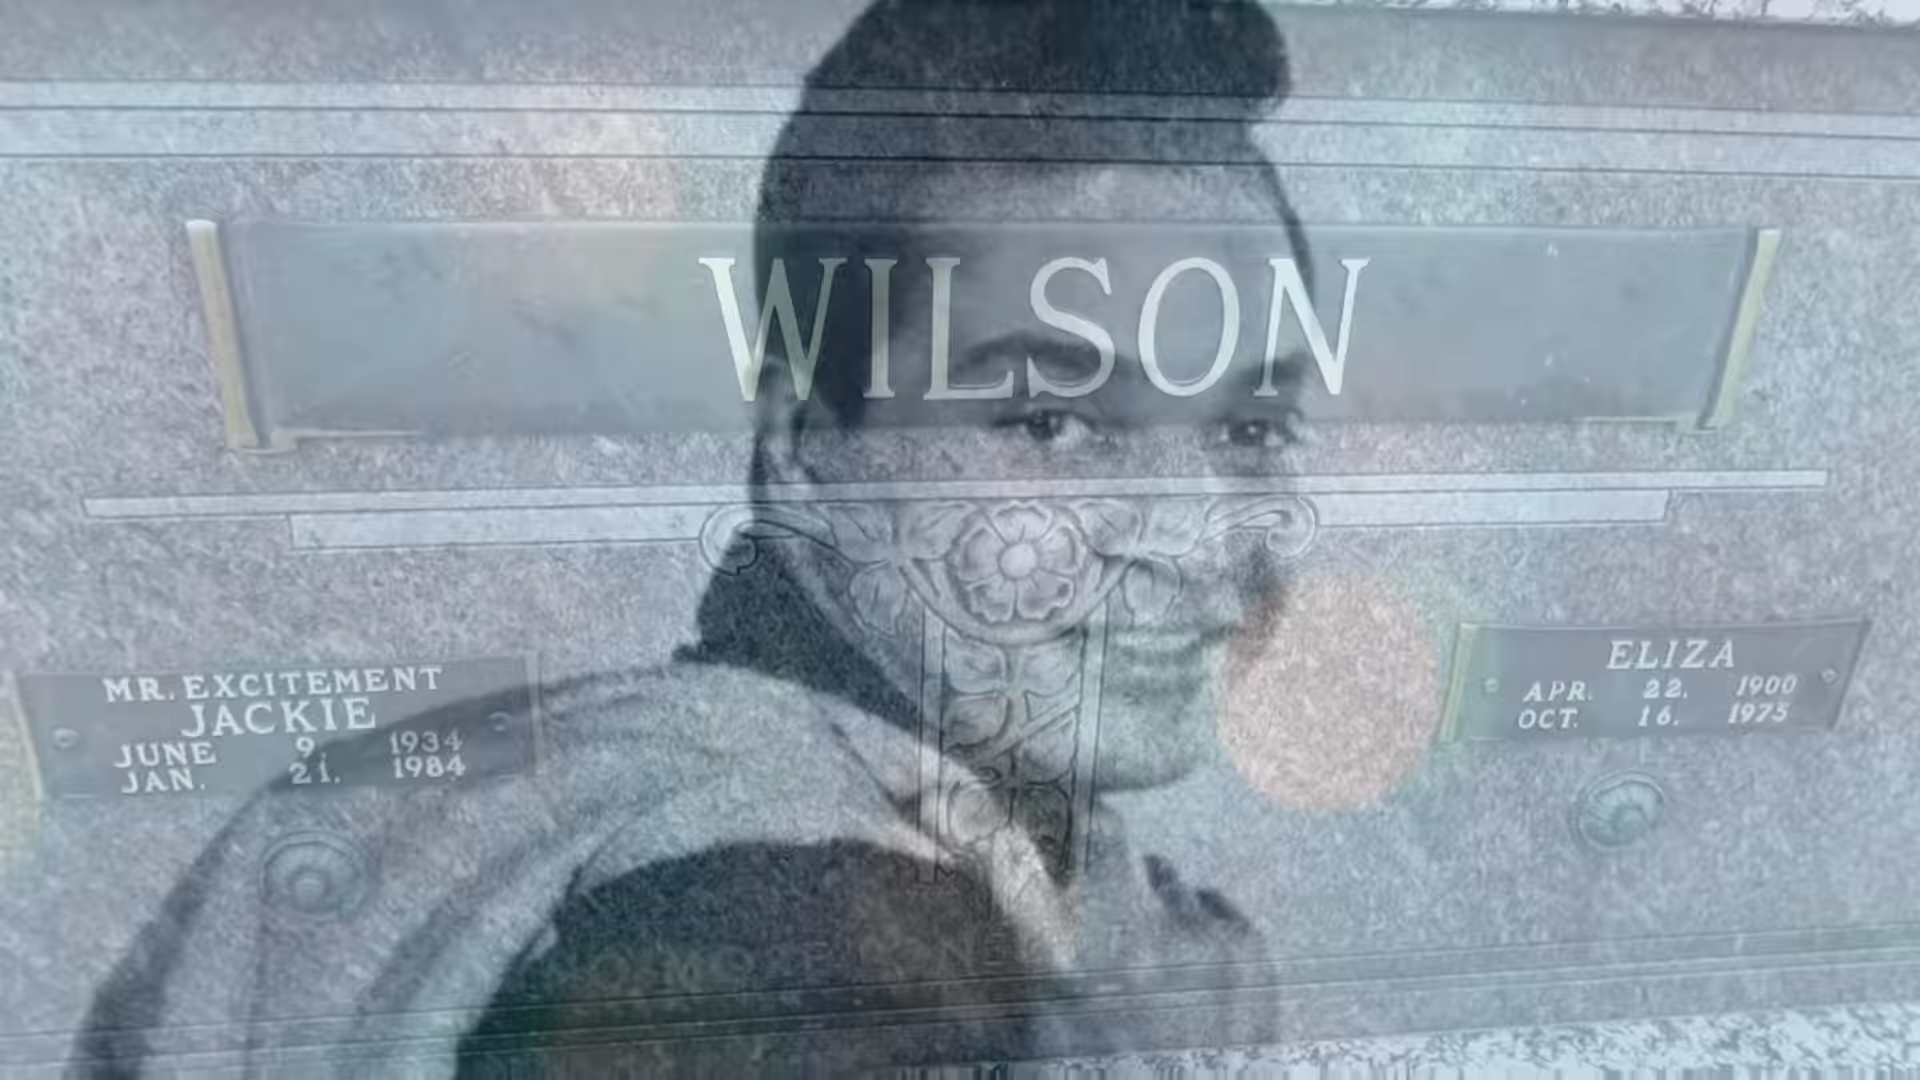 WILSON
MR. EXCITEMENT
JACKIE
JUNE 9, 1934
JAN. 21. 1984
ELIZA
APR. 22. 1900
OCT. 16. 1975